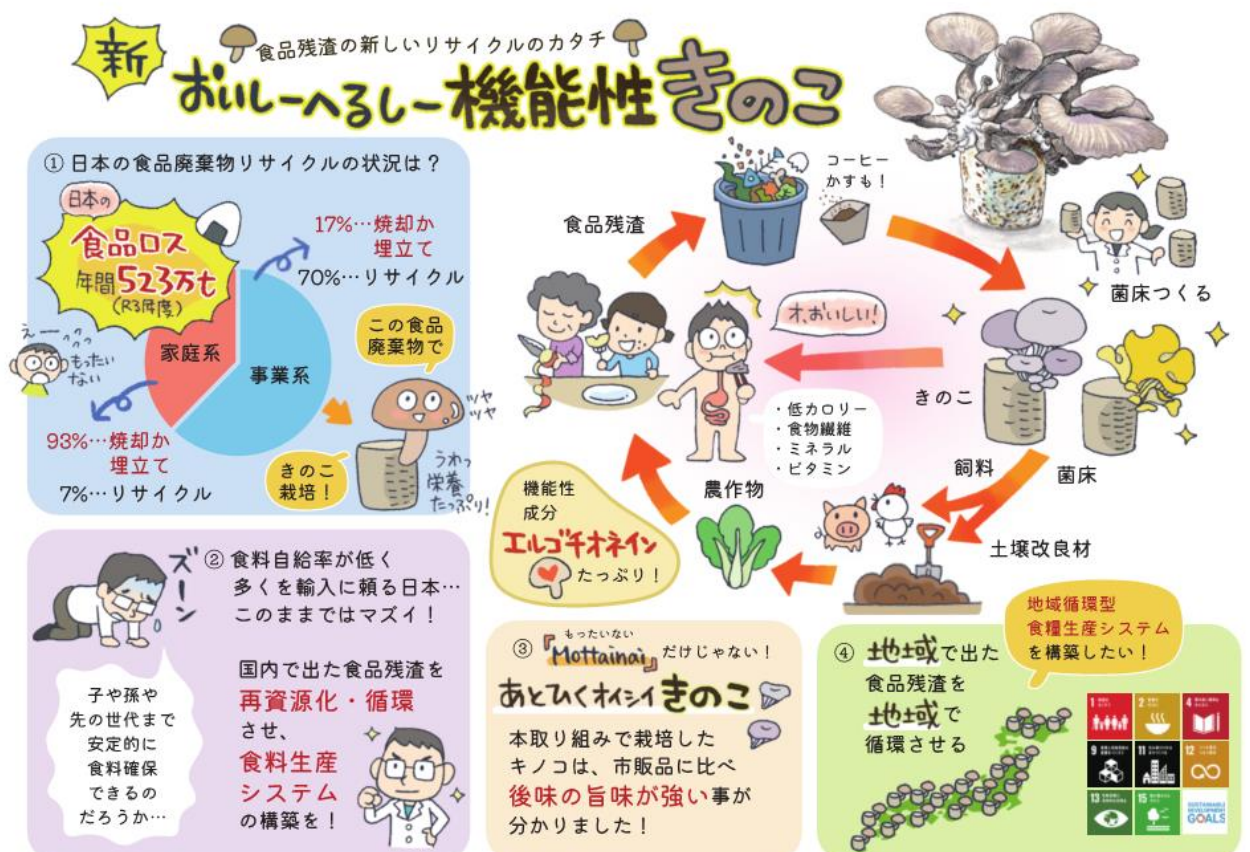 新
食品残渣の新しいリサイクルのカタチ
おいしーへるしー機能性きのこ
① 日本の食品廃棄物リサイクルの状況は？
日本の
食品ロス
年間523万t
(R3年度)
17%…焼却か
埋立て
70%…リサイクル
えーッッッ
もったい
ない
家庭系
事業系
この食品
廃棄物で
ツヤ
ツヤ
93%…焼却か
埋立て
7%…リサイクル
きのこ
栽培！
うわっ
栄養
たっぷり！
食品残渣
コーヒー
かすも！
菌床つくる
オ、おいしい！
きのこ
・低カロリー
・食物繊維
・ミネラル
・ビタミン
飼料
菌床
農作物
土壌改良材
機能性
成分
エルゴチオネイン
たっぷり！
② 食料自給率が低く
多くを輸入に頼る日本…
このままではマズイ！
ズーン
子や孫や
先の世代まで
安定的に
食料確保
できるの
だろうか…
国内で出た食品残渣を
再資源化・循環
させ、
食料生産
システム
の構築を！
もったいない
③『Mottainai』だけじゃない！
あとひくオイシイきのこ
本取り組みで栽培した
キノコは、市販品に比べ
後味の旨味が強い事が
分かりました！
地域循環型
食糧生産システム
を構築したい！
④ 地域で出た
食品残渣を
地域で
循環させる
1
2
4
9
11
12
13
15
SUSTAINABLE
DEVELOPMENT
GOALS